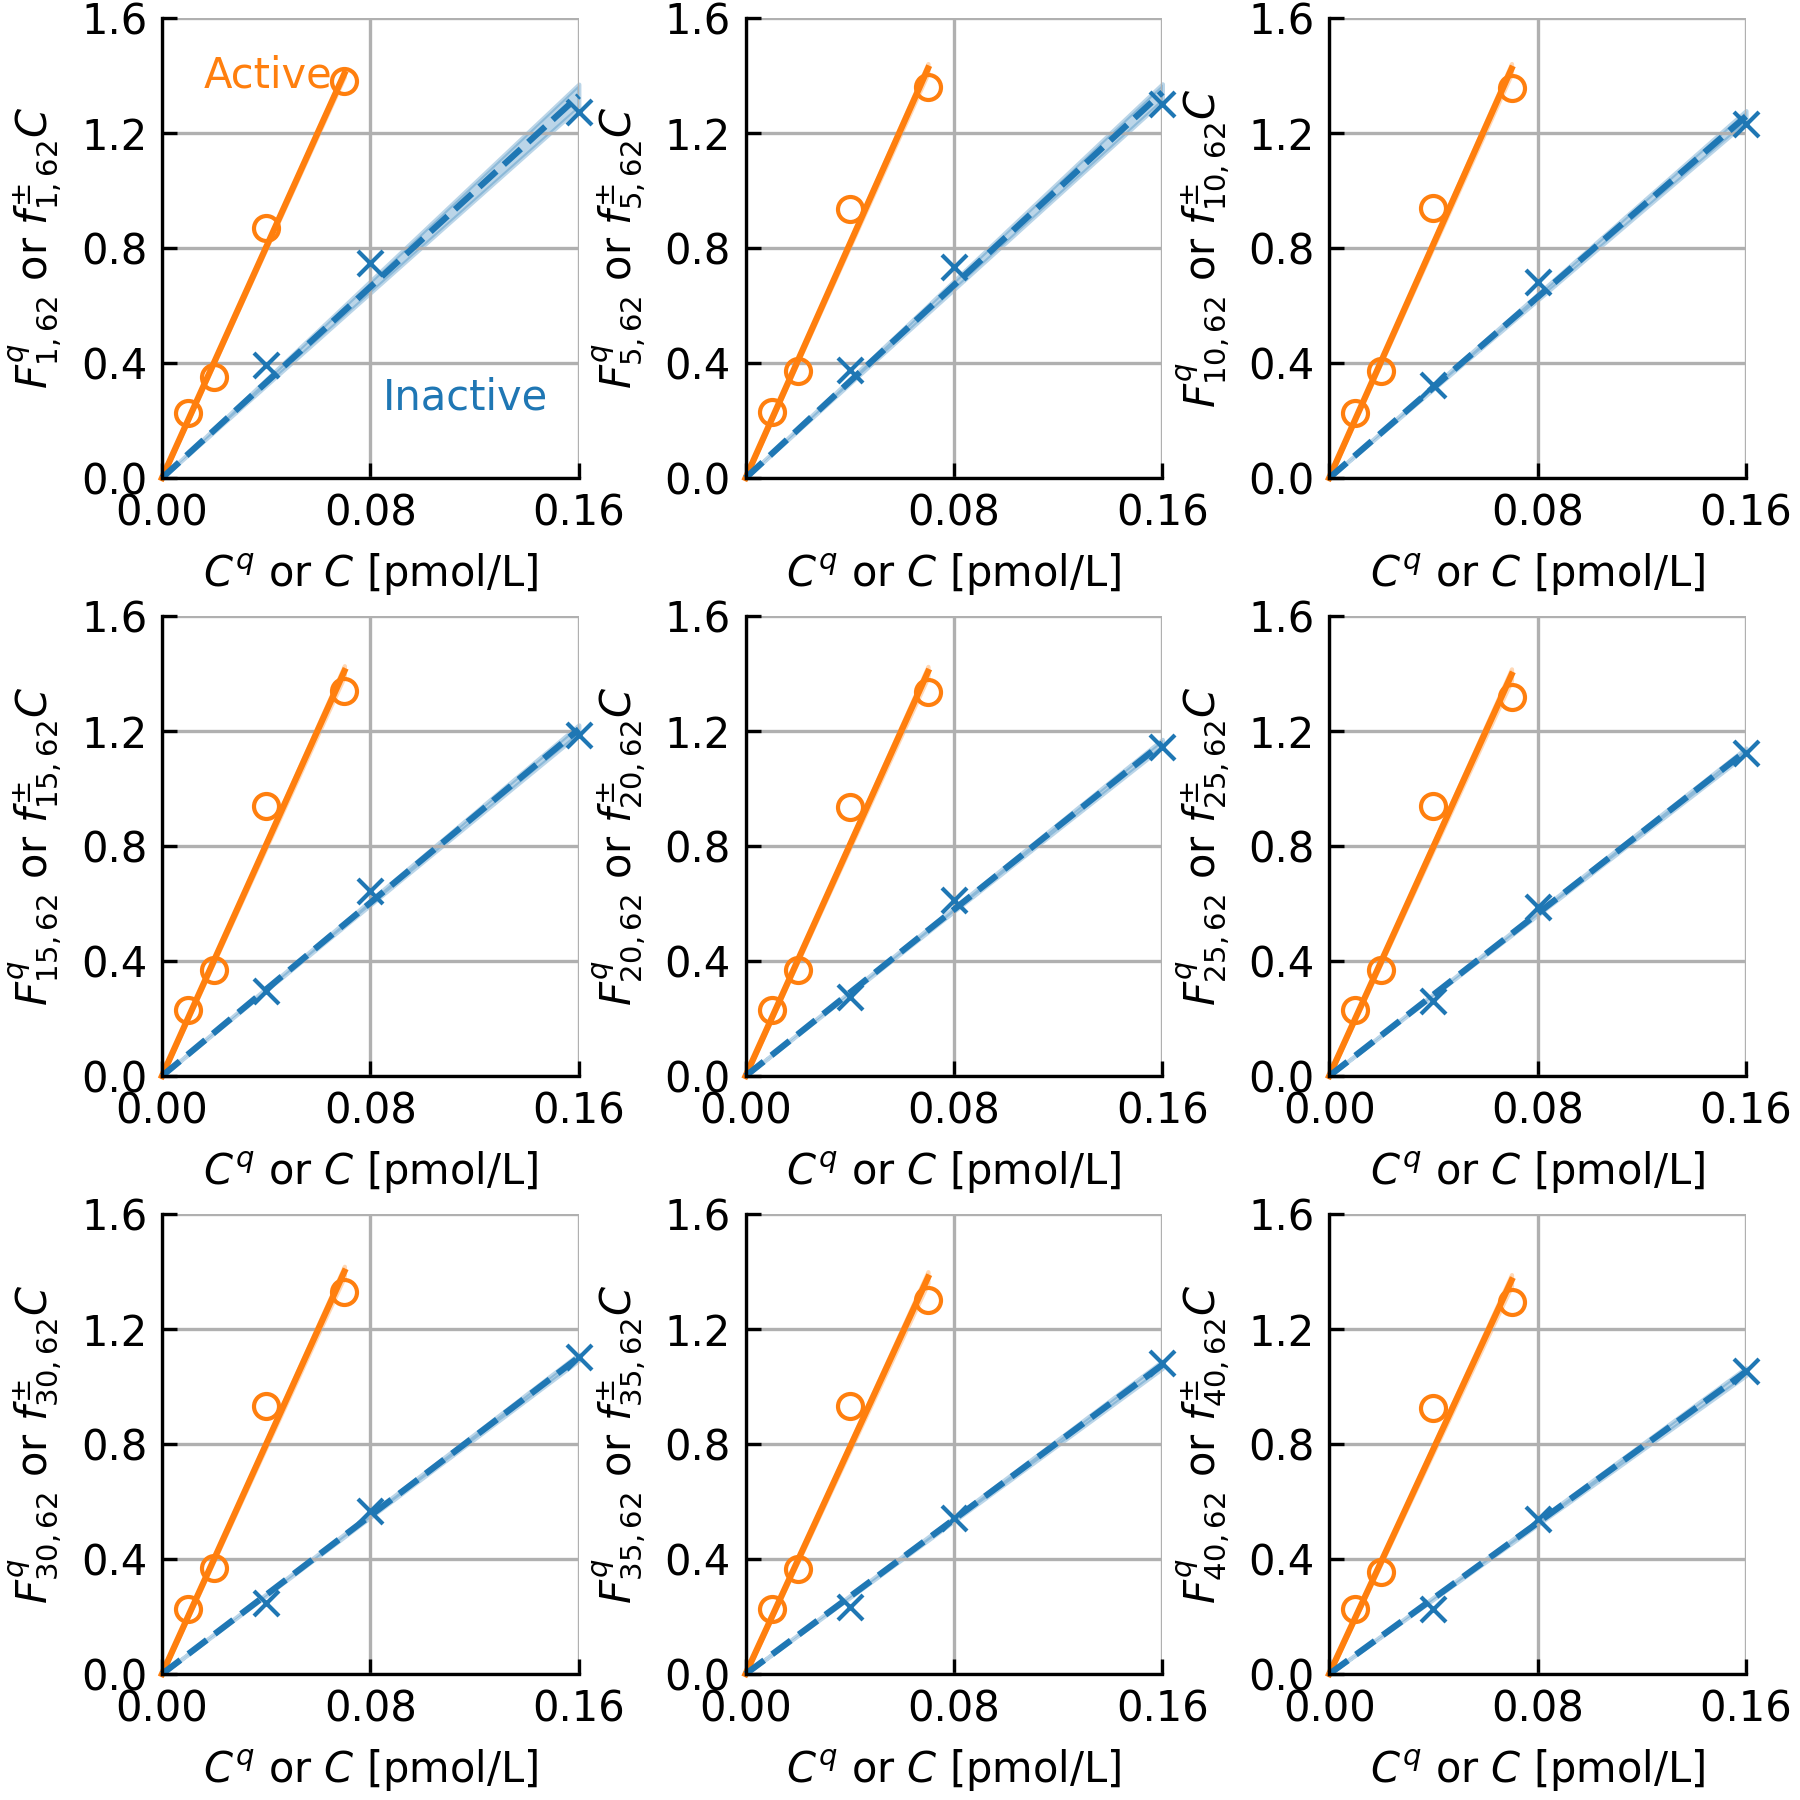 1.6
1.2
0.8
0.4
0.0
0.00 0.08 0.16
Active
Inactive
F^q_{1,62} or f^±_{1,62}C
C^q or C [pmol/L]
1.6
1.2
0.8
0.4
0.0
0.08 0.16
F^q_{5,62} or f^±_{5,62}C
C^q or C [pmol/L]
1.6
1.2
0.8
0.4
0.0
0.08 0.16
F^q_{10,62} or f^±_{10,62}C
C^q or C [pmol/L]
1.6
1.2
0.8
0.4
0.0
0.00 0.08 0.16
F^q_{15,62} or f^±_{15,62}C
C^q or C [pmol/L]
1.6
1.2
0.8
0.4
0.0
0.00 0.08 0.16
F^q_{20,62} or f^±_{20,62}C
C^q or C [pmol/L]
1.6
1.2
0.8
0.4
0.0
0.00 0.08 0.16
F^q_{25,62} or f^±_{25,62}C
C^q or C [pmol/L]
1.6
1.2
0.8
0.4
0.0
0.00 0.08 0.16
F^q_{30,62} or f^±_{30,62}C
C^q or C [pmol/L]
1.6
1.2
0.8
0.4
0.0
0.00 0.08 0.16
F^q_{35,62} or f^±_{35,62}C
C^q or C [pmol/L]
1.6
1.2
0.8
0.4
0.0
0.00 0.08 0.16
F^q_{40,62} or f^±_{40,62}C
C^q or C [pmol/L]